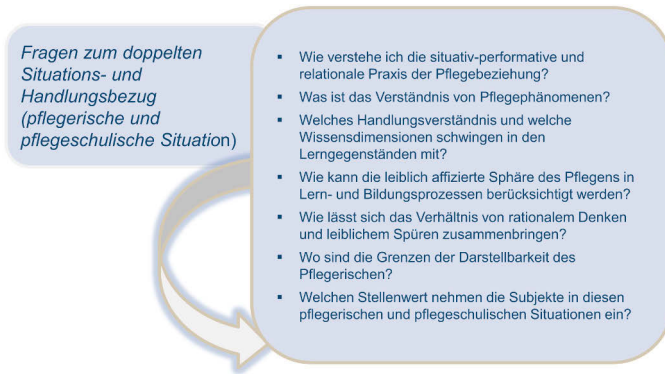 Fragen zum doppelten
Situations- und
Handlungsbezug
(pflegerische und
pflegeschulische Situation)
▪ Wie verstehe ich die situativ-performative und
relationale Praxis der Pflegebeziehung?
▪ Was ist das Verständnis von Pflegephänomenen?
▪ Welches Handlungsverständnis und welche
Wissensdimensionen schwingen in den
Lerngegenständen mit?
▪ Wie kann die leiblich affizierte Sphäre des Pflegens in
Lern- und Bildungsprozessen berücksichtigt werden?
▪ Wie lässt sich das Verhältnis von rationalem Denken
und leiblichem Spüren zusammenbringen?
▪ Wo sind die Grenzen der Darstellbarkeit des
Pflegerischen?
▪ Welchen Stellenwert nehmen die Subjekte in diesen
pflegerischen und pflegeschulischen Situationen ein?